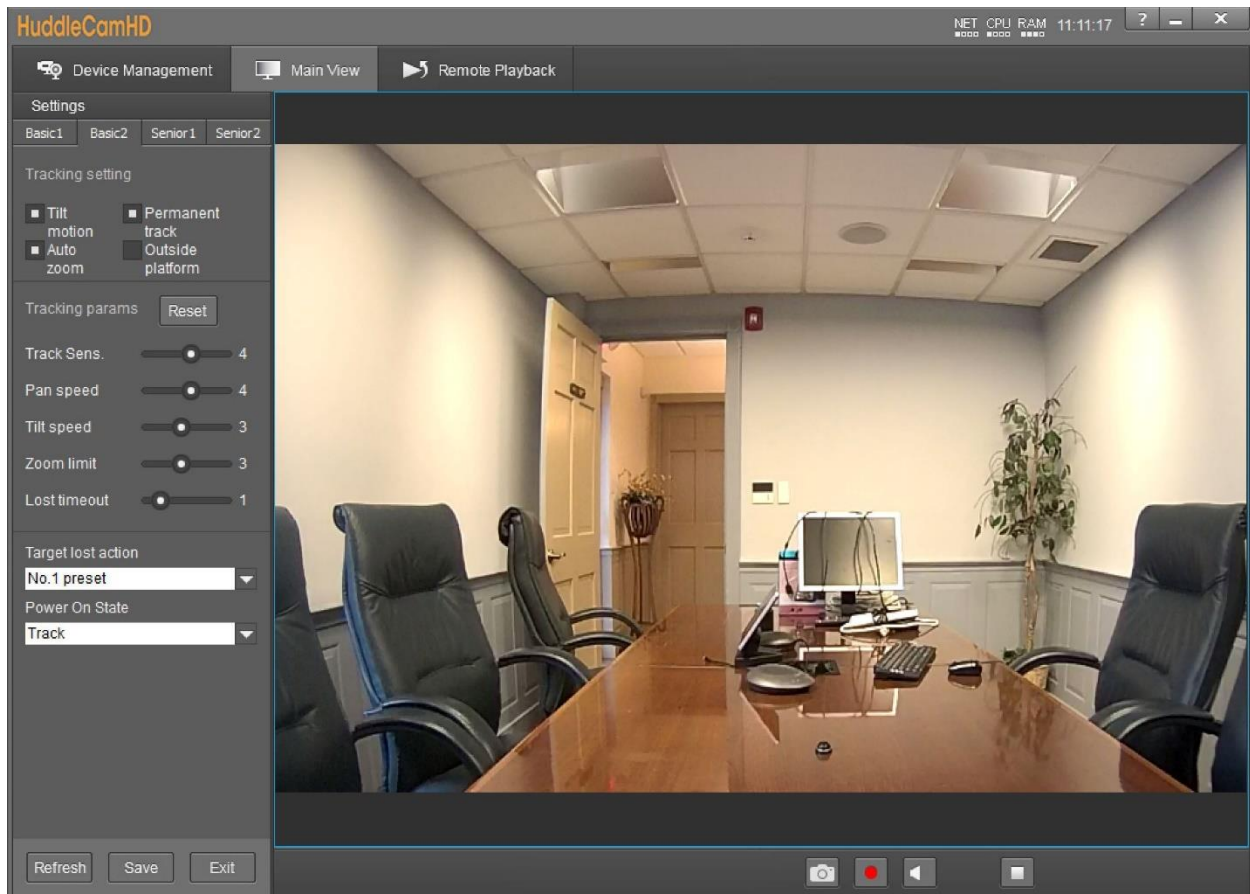 HuddleCamHD
NET CPU RAM 11:11:17 ?
Device Management Main View Remote Playback
Settings
Basic1 Basic2 Senior1 Senior2
Tracking setting
Tilt motion
Permanent track
Auto zoom
Outside platform
Tracking params Reset
Track Sens. 4
Pan speed 4
Tilt speed 3
Zoom limit 3
Lost timeout 1
Target lost action
No.1 preset
Power On State
Track
Refresh Save Exit